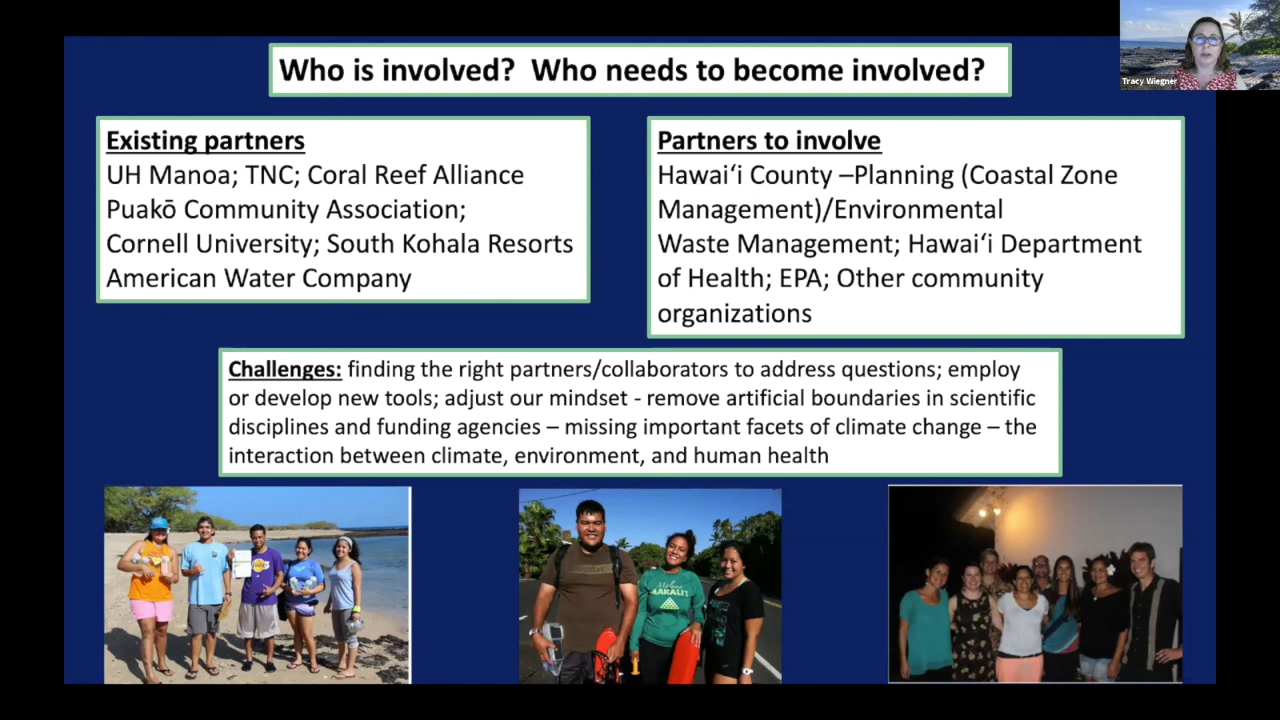 Who is involved?  Who needs to become involved?
Tracy Wiegner
Existing partners
UH Manoa; TNC; Coral Reef Alliance
Puakō Community Association;
Cornell University; South Kohala Resorts
American Water Company
Partners to involve
Hawaiʻi County –Planning (Coastal Zone
Management)/Environmental
Waste Management; Hawaiʻi Department
of Health; EPA; Other community
organizations
Challenges: finding the right partners/collaborators to address questions; employ
or develop new tools; adjust our mindset - remove artificial boundaries in scientific
disciplines and funding agencies – missing important facets of climate change – the
interaction between climate, environment, and human health